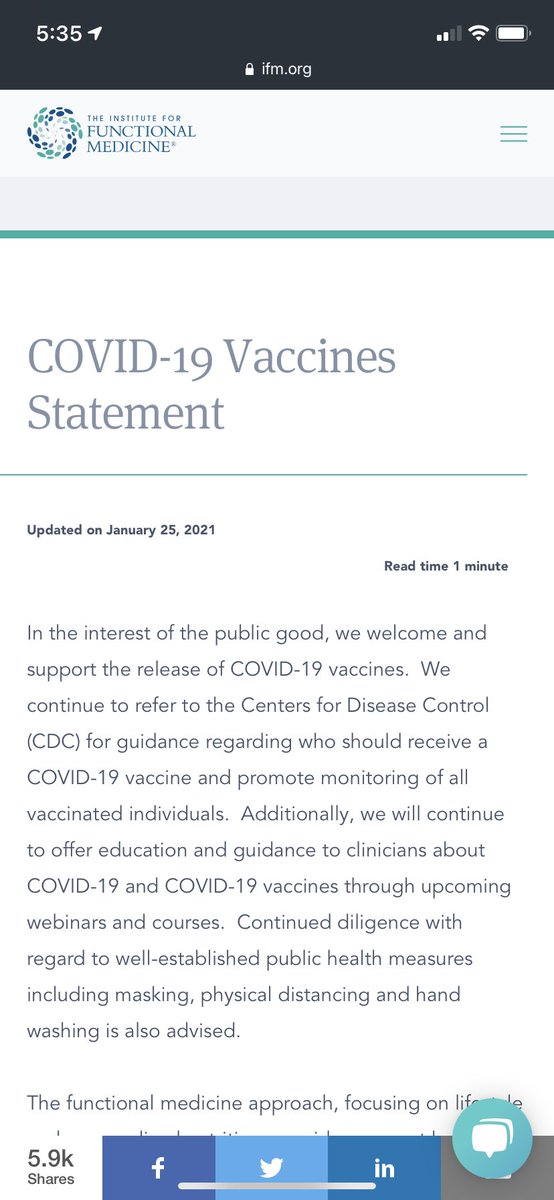 5:35
ifm.org
THE INSTITUTE FOR
FUNCTIONAL
MEDICINE®
COVID-19 Vaccines
Statement
Updated on January 25, 2021
Read time 1 minute
In the interest of the public good, we welcome and
support the release of COVID-19 vaccines. We
continue to refer to the Centers for Disease Control
(CDC) for guidance regarding who should receive a
COVID-19 vaccine and promote monitoring of all
vaccinated individuals. Additionally, we will continue
to offer education and guidance to clinicians about
COVID-19 and COVID-19 vaccines through upcoming
webinars and courses. Continued diligence with
regard to well-established public health measures
including masking, physical distancing and hand
washing is also advised.
The functional medicine approach, focusing on
5.9k
Shares
f
in